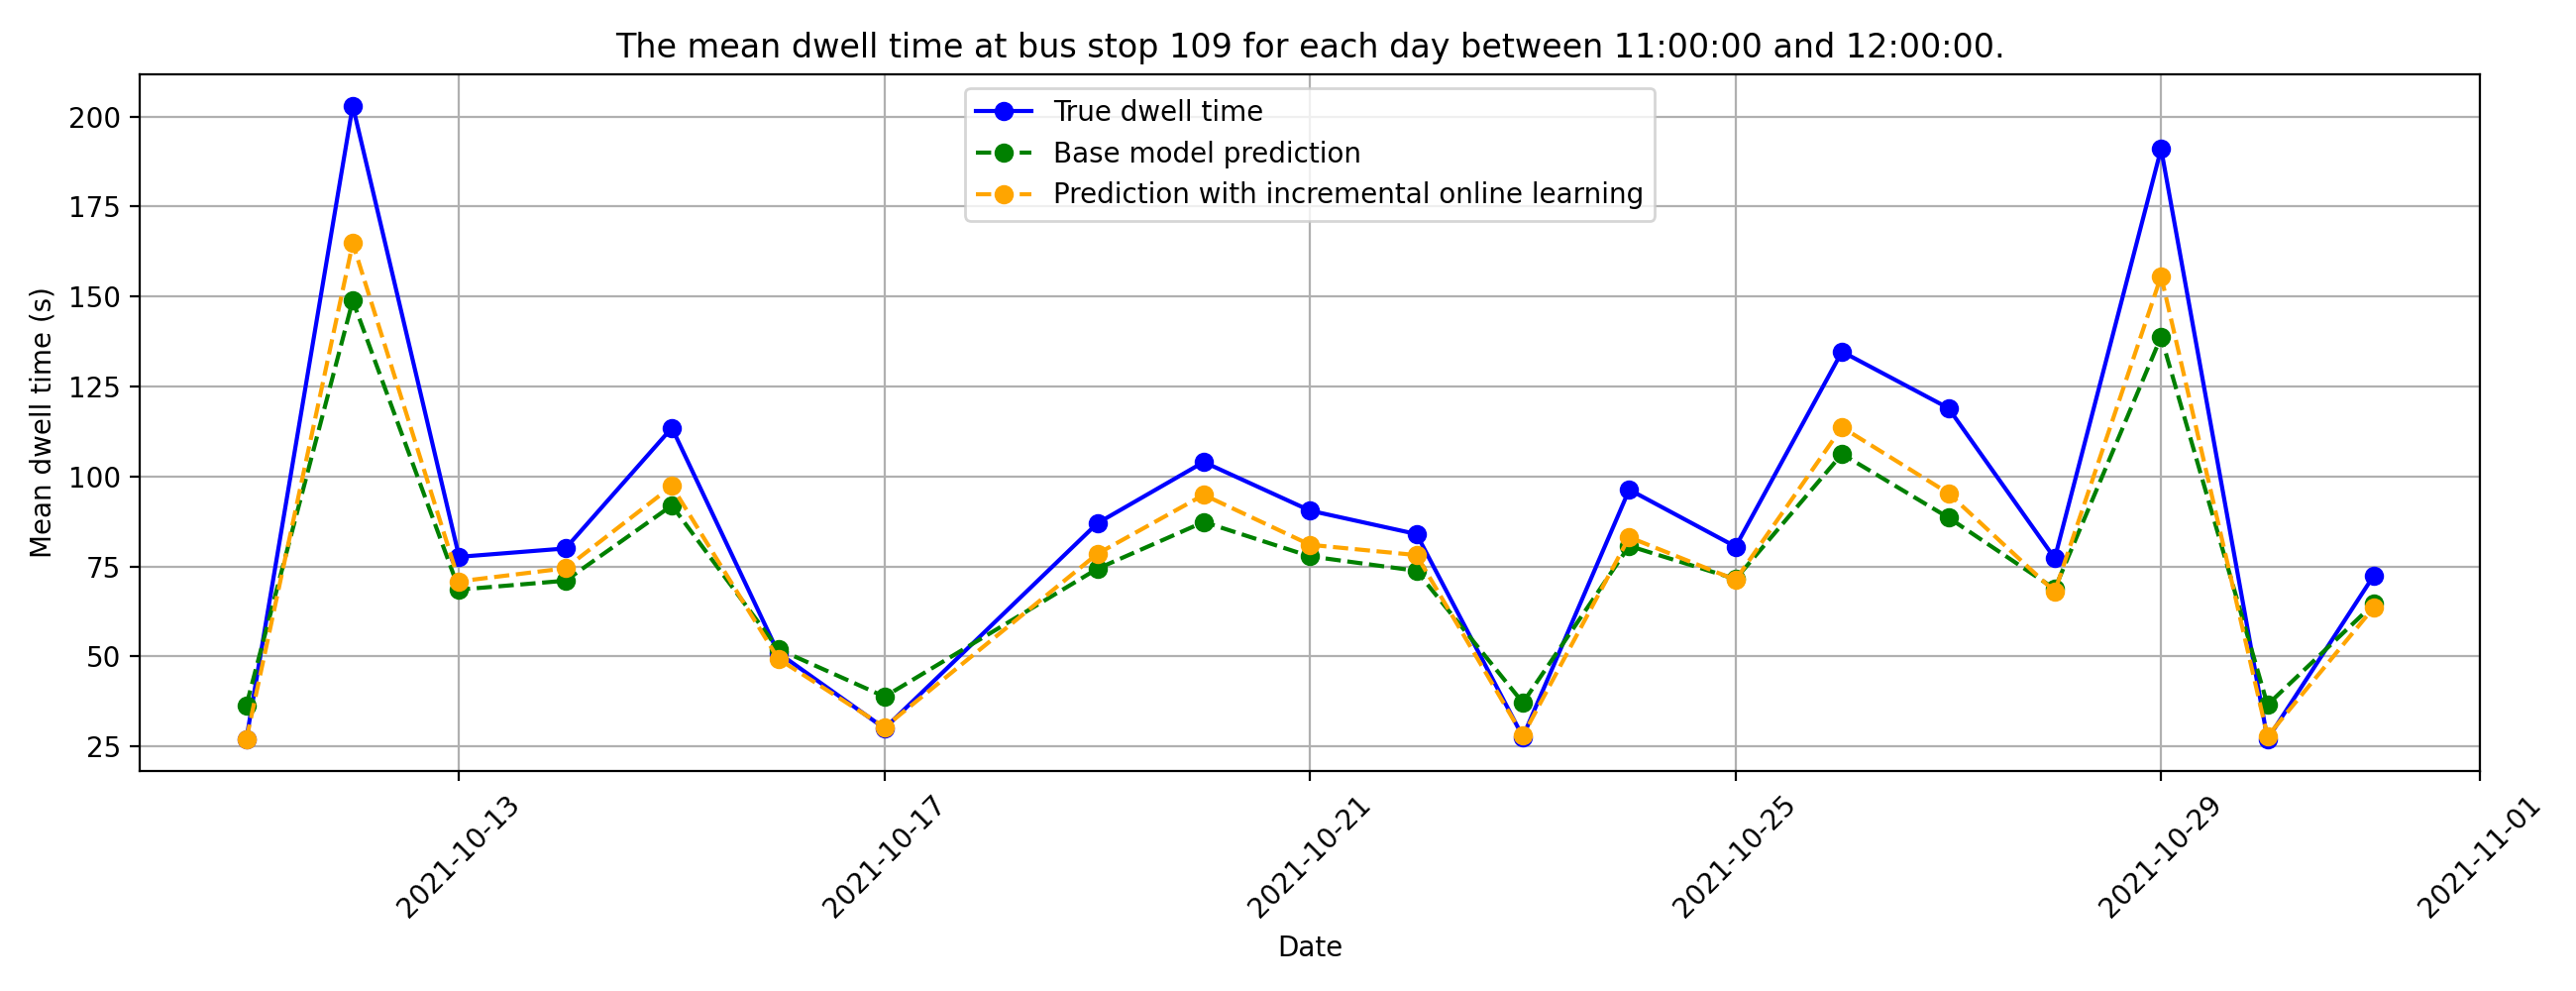 The mean dwell time at bus stop 109 for each day between 11:00:00 and 12:00:00.
True dwell time
Base model prediction
Prediction with incremental online learning
Mean dwell time (s)
200
175
150
125
100
75
50
25
2021-10-13
2021-10-17
2021-10-21
2021-10-25
2021-10-29
2021-11-01
Date